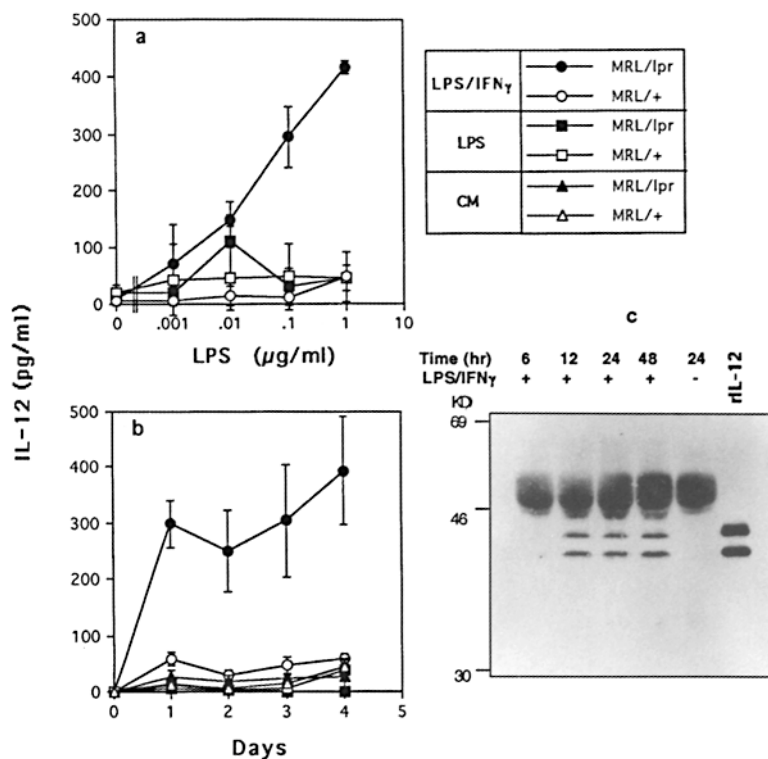 a
500
400
300
200
100
0
0 .001 .01 .1 1 10
LPS (µg/ml)
IL-12 (pg/ml)
LPS/IFNγ
MRL/lpr
MRL/+
LPS
MRL/lpr
MRL/+
CM
MRL/lpr
MRL/+
b
500
400
300
200
100
0
0 1 2 3 4 5
Days
c
Time (hr) 6 12 24 48 24 rIL-12
LPS/IFNγ + + + + -
KD
69
46
30